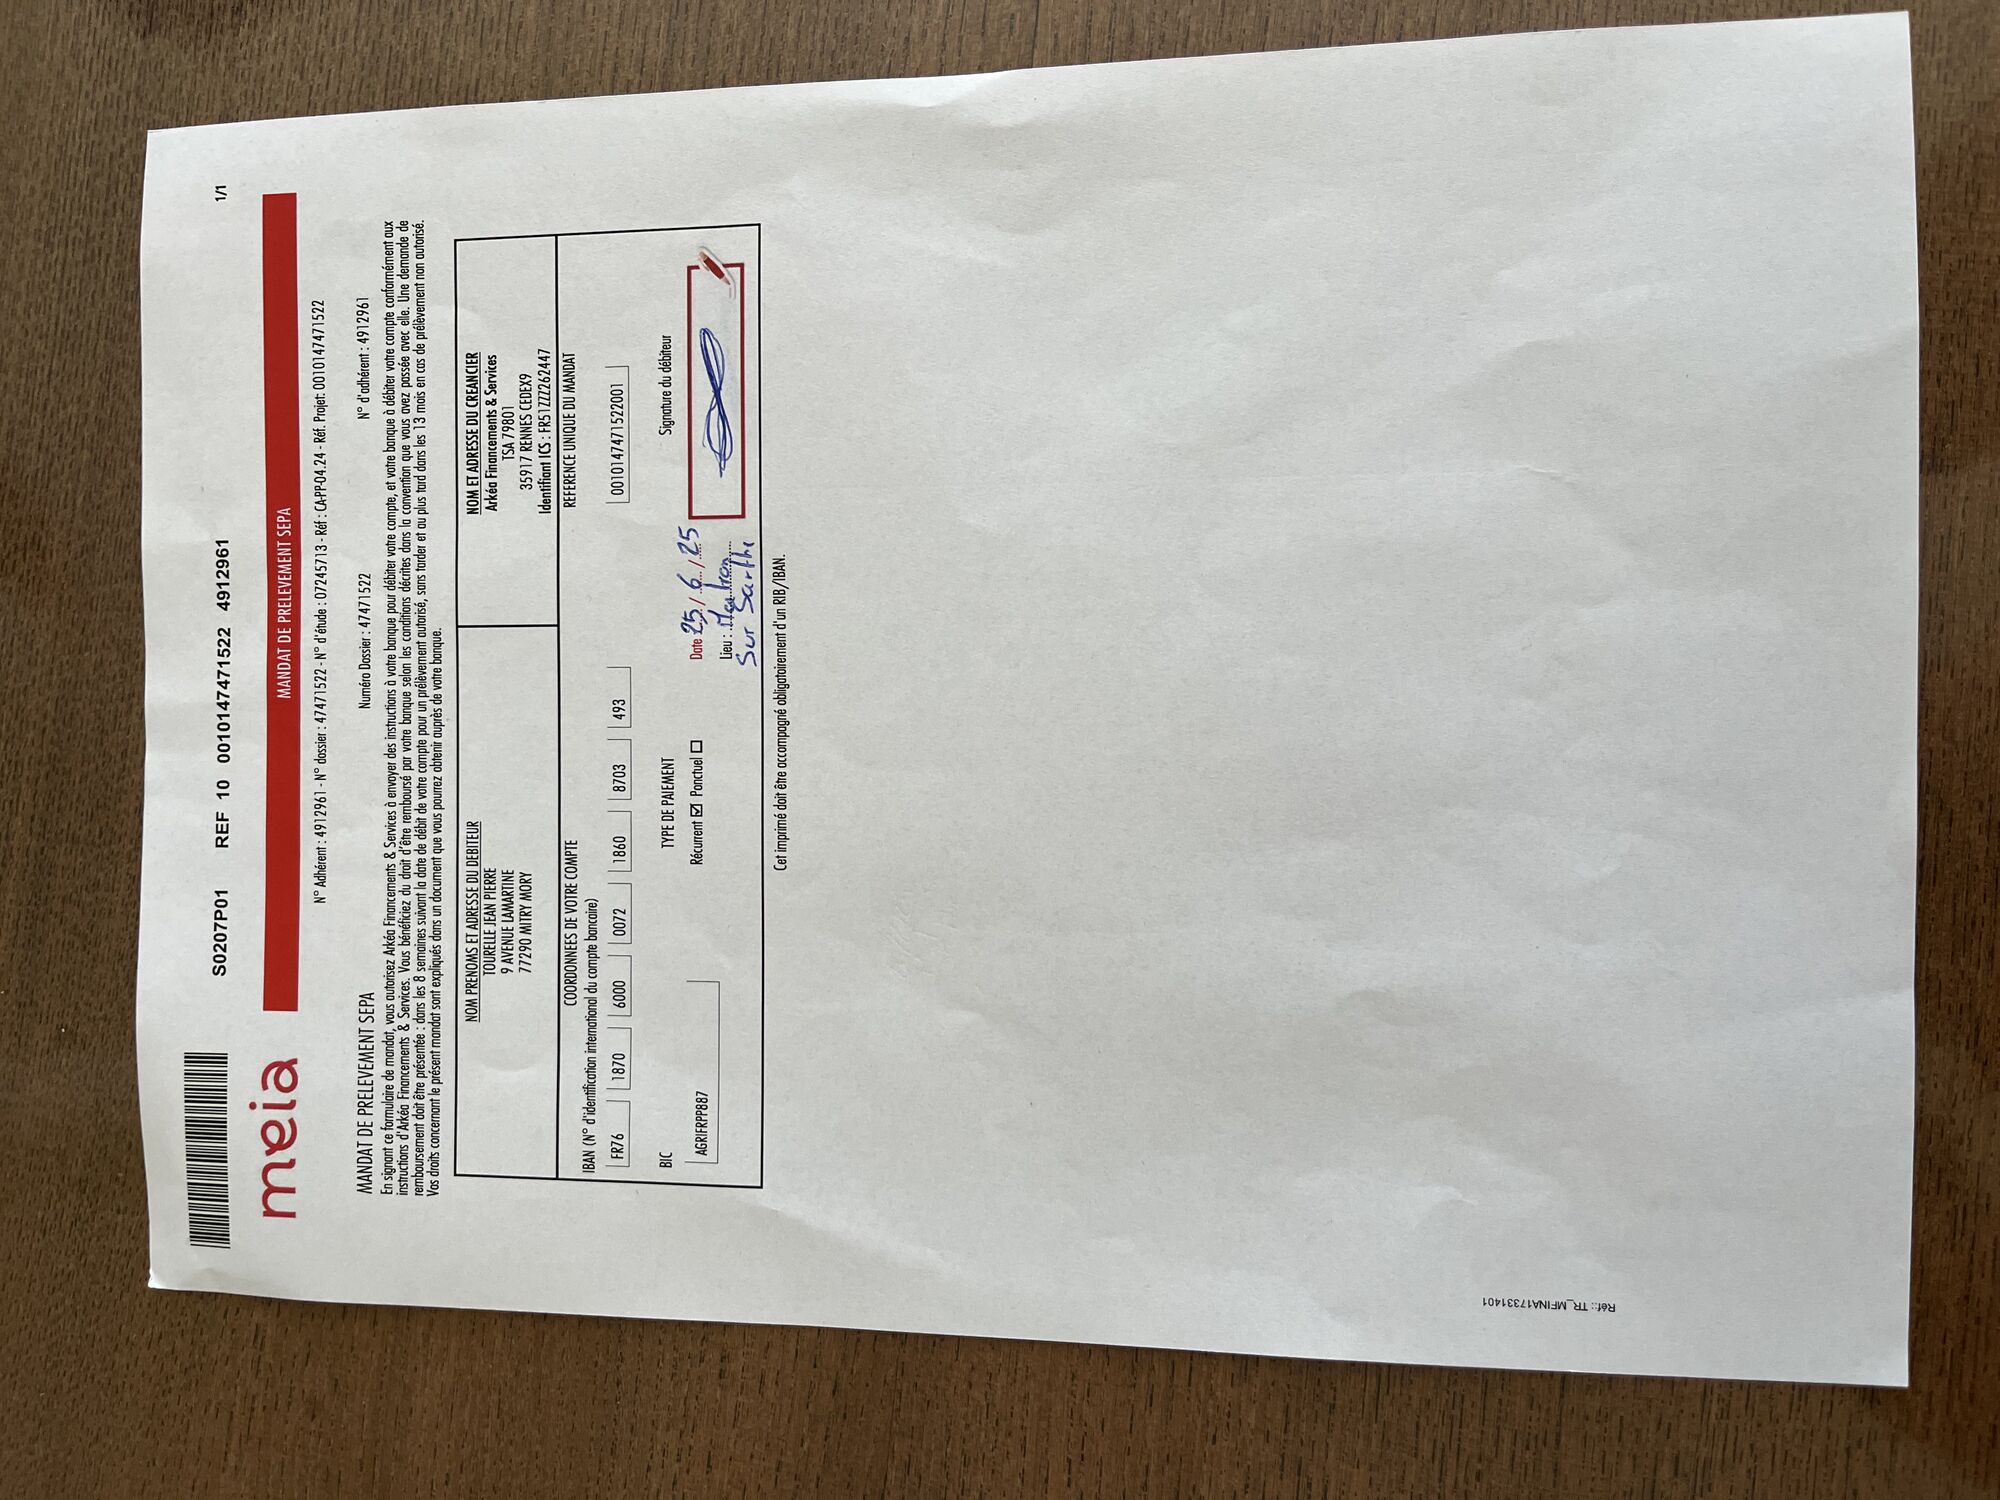 S0207P01 REF 10 001014747152​2 4912961 1/1
meia
MANDAT DE PRELEVEMENT SEPA
N° Adhérent : 4912961 - N° dossier : 47471522 - N° d'étude : 07245713 - Réf : CA-PP-04.24 - Réf. Projet: 00101​47471522
MANDAT DE PRELEVEMENT SEPA Numéro Dossier : 47471522 N° d'adhérent : 4912961
En signant ce formulaire de mandat, vous autorisez Arkéa Financements & Services à envoyer des instructions à votre banque pour débiter votre compte, et votre banque à débiter votre compte conformément aux
instructions d'Arkéa Financements & Services. Vous bénéficiez du droit d'être remboursé par votre banque selon les conditions décrites dans la convention que vous avez passée avec elle. Une demande de
remboursement doit être présentée : dans les 8 semaines suivant la date de débit de votre compte pour un prélèvement autorisé, sans tarder et au plus tard dans les 13 mois en cas de prélèvement non autorisé.
Vos droits concernant le présent mandat sont expliqués dans un document que vous pourrez obtenir auprès de votre banque.
NOM PRENOMS ET ADRESSE DU DEBITEUR
TOURELLE JEAN PIERRE
9 AVENUE LAMARTINE
77290 MITRY MORY
NOM ET ADRESSE DU CREANCIER
Arkéa Financements & Services
TSA 79801
35917 RENNES CEDEX9
Identifiant ICS : FR51ZZZ262447
COORDONNEES DE VOTRE COMPTE
IBAN (N° d'identification international du compte bancaire)
FR76 1870 6000 0072 1860 8703 493
REFERENCE UNIQUE DU MANDAT
00101​47471522001
BIC
AGRIFRPP887
TYPE DE PAIEMENT
Récurrent ☑ Ponctuel ☐
Date 25/6/25
Lieu :
Sur Sarthe
Signature du débiteur
Cet imprimé doit être accompagné obligatoirement d'un RIB/IBAN.
Réf:: TR_MFINA17331401